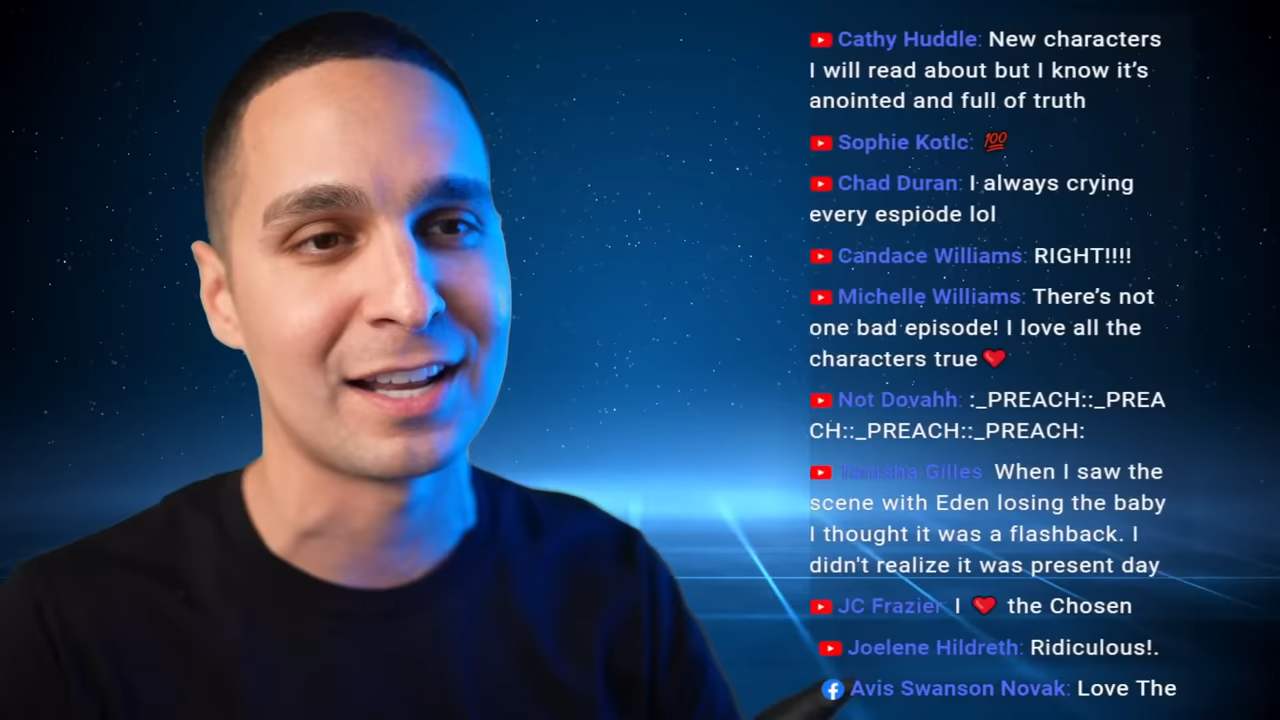 Cathy Huddle: New characters
I will read about but I know it’s
anointed and full of truth
Sophie Kotlc: 💯
Chad Duran: I always crying
every espiode lol
Candace Williams: RIGHT!!!!
Michelle Williams: There’s not
one bad episode! I love all the
characters true❤️
Not Dovahh: :_PREACH::_PREA
CH::_PREACH::_PREACH:
Tanisha Gilles When I saw the
scene with Eden losing the baby
I thought it was a flashback. I
didn't realize it was present day
JC Frazier I ❤️ the Chosen
Joelene Hildreth: Ridiculous!.
Avis Swanson Novak: Love The